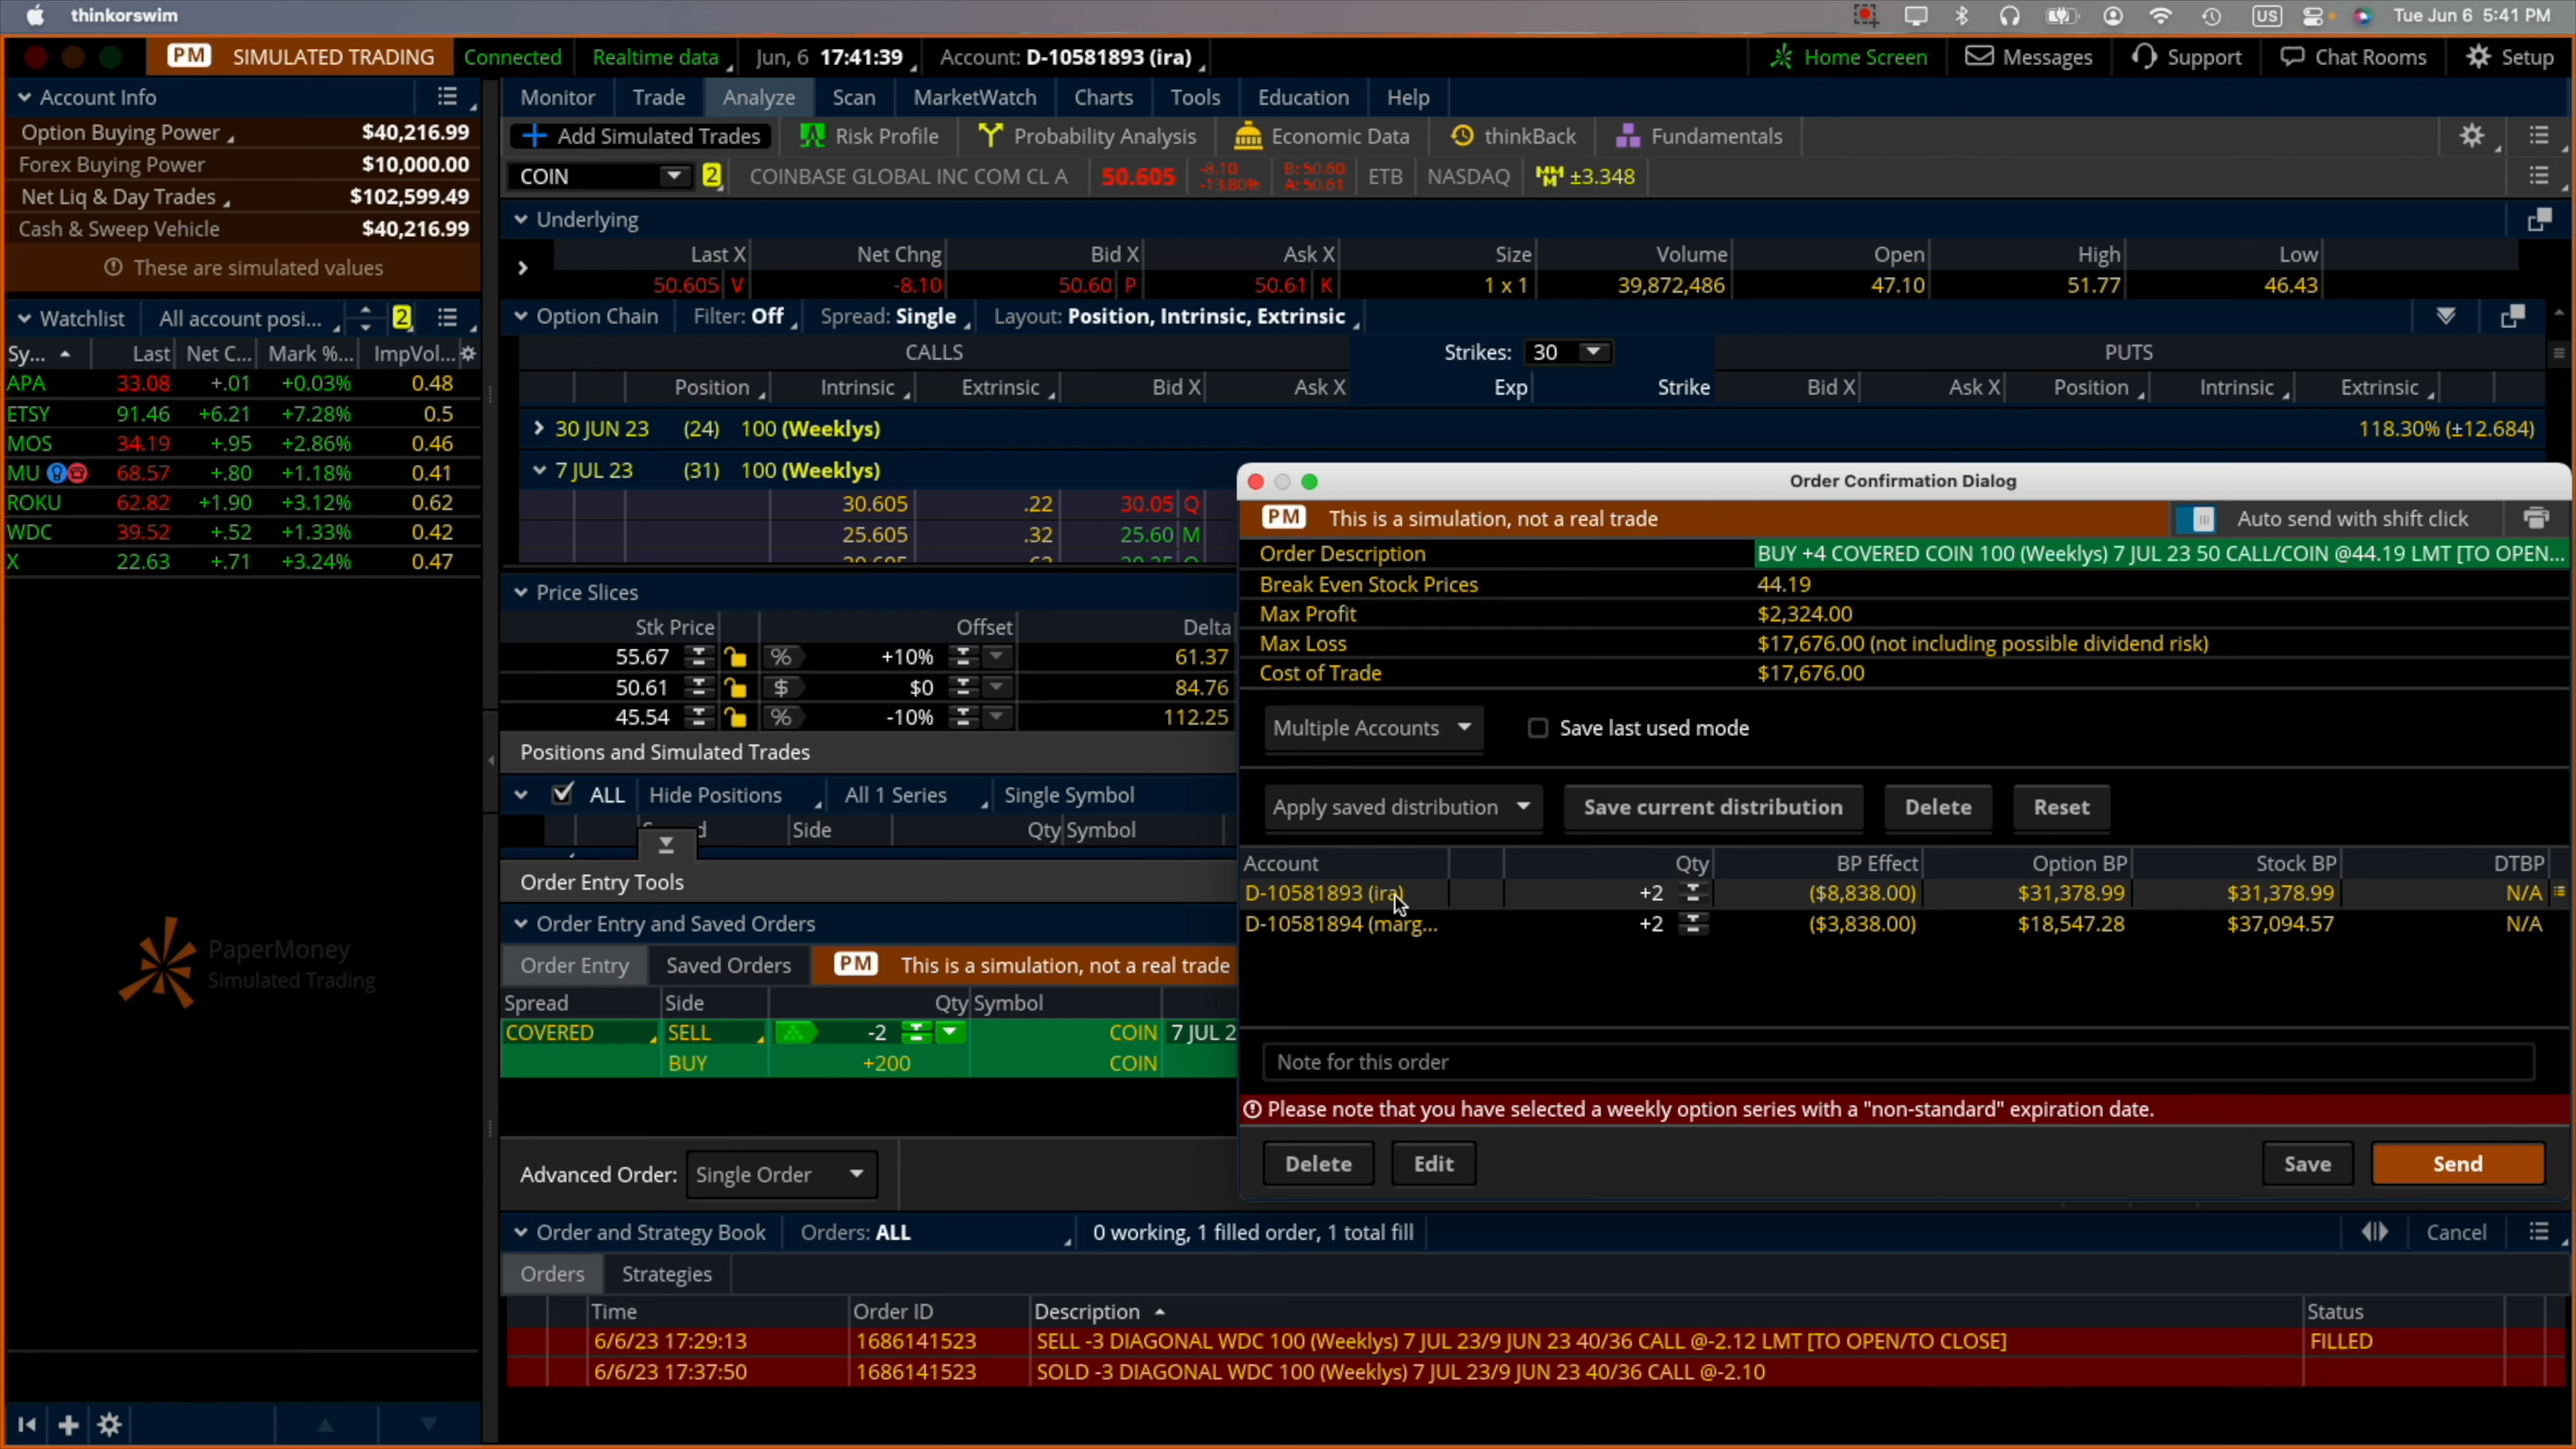 thinkorswim
US
Tue Jun 6 5:41 PM
PM SIMULATED TRADING Connected Realtime data Jun, 6 17:41:39 Account: D-10581893 (ira) Home Screen Messages Support Chat Rooms Setup
Account Info
Option Buying Power $40,216.99
Forex Buying Power $10,000.00
Net Liq & Day Trades $102,599.49
Cash & Sweep Vehicle $40,216.99
These are simulated values
Watchlist All account posi... 2
Sy... Last Net C... Mark %... ImpVol...
APA 33.08 +.01 +0.03% 0.48
ETSY 91.46 +6.21 +7.28% 0.5
MOS 34.19 +.95 +2.86% 0.46
MU 68.57 +.80 +1.18% 0.41
ROKU 62.82 +1.90 +3.12% 0.62
WDC 39.52 +.52 +1.33% 0.42
X 22.63 +.71 +3.24% 0.47
PaperMoney
Simulated Trading
Monitor Trade Analyze Scan MarketWatch Charts Tools Education Help
Add Simulated Trades Risk Profile Probability Analysis Economic Data thinkBack Fundamentals
COIN 2 COINBASE GLOBAL INC COM CL A 50.605 -8.10 -13.80% B: 50.60 A: 50.61 ETB NASDAQ MMM ±3.348
Underlying
Last X Net Chng Bid X Ask X Size Volume Open High Low
50.605 V -8.10 50.60 P 50.61 K 1 x 1 39,872,486 47.10 51.77 46.43
Option Chain Filter: Off Spread: Single Layout: Position, Intrinsic, Extrinsic
CALLS Strikes: 30 PUTS
Position Intrinsic Extrinsic Bid X Ask X Exp Strike Bid X Ask X Position Intrinsic Extrinsic
30 JUN 23 (24) 100 (Weeklys) 118.30% (±12.684)
7 JUL 23 (31) 100 (Weeklys)
30.605 .22 30.05 Q
25.605 .32 25.60 M
Price Slices
Stk Price Offset Delta
55.67 % +10% 61.37
50.61 $ $0 84.76
45.54 % -10% 112.25
Positions and Simulated Trades
ALL Hide Positions All 1 Series Single Symbol
Side Qty Symbol
Order Entry Tools
Order Entry and Saved Orders
Order Entry Saved Orders PM This is a simulation, not a real trade
Spread Side Qty Symbol
COVERED SELL -2 COIN 7 JUL 2
BUY +200 COIN
Advanced Order: Single Order
Order Confirmation Dialog
PM This is a simulation, not a real trade Auto send with shift click
Order Description BUY +4 COVERED COIN 100 (Weeklys) 7 JUL 23 50 CALL/COIN @44.19 LMT [TO OPEN...
Break Even Stock Prices 44.19
Max Profit $2,324.00
Max Loss $17,676.00 (not including possible dividend risk)
Cost of Trade $17,676.00
Multiple Accounts Save last used mode
Apply saved distribution Save current distribution Delete Reset
Account Qty BP Effect Option BP Stock BP DTBP
D-10581893 (ira) +2 ($8,838.00) $31,378.99 $31,378.99 N/A
D-10581894 (marg... +2 ($3,838.00) $18,547.28 $37,094.57 N/A
Note for this order
Please note that you have selected a weekly option series with a "non-standard" expiration date.
Delete Edit Save Send
Order and Strategy Book Orders: ALL 0 working, 1 filled order, 1 total fill Cancel
Orders Strategies
Time Order ID Description Status
6/6/23 17:29:13 1686141523 SELL -3 DIAGONAL WDC 100 (Weeklys) 7 JUL 23/9 JUN 23 40/36 CALL @-2.12 LMT [TO OPEN/TO CLOSE] FILLED
6/6/23 17:37:50 1686141523 SOLD -3 DIAGONAL WDC 100 (Weeklys) 7 JUL 23/9 JUN 23 40/36 CALL @-2.10